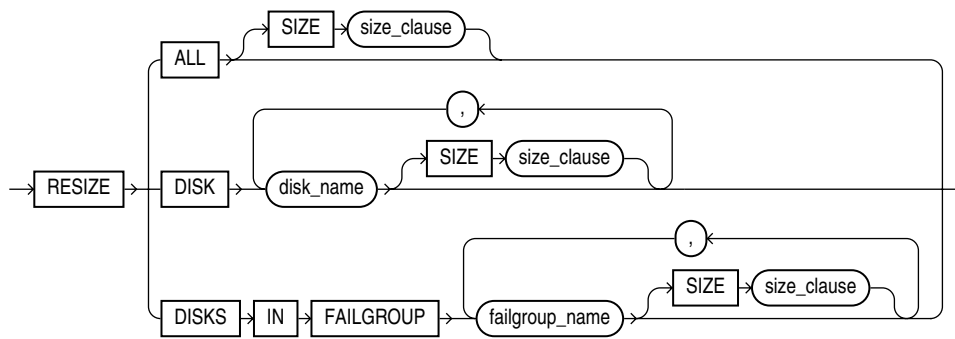 SIZE size_clause
ALL
,
SIZE size_clause
RESIZE DISK disk_name
,
SIZE size_clause
DISKS IN FAILGROUP failgroup_name